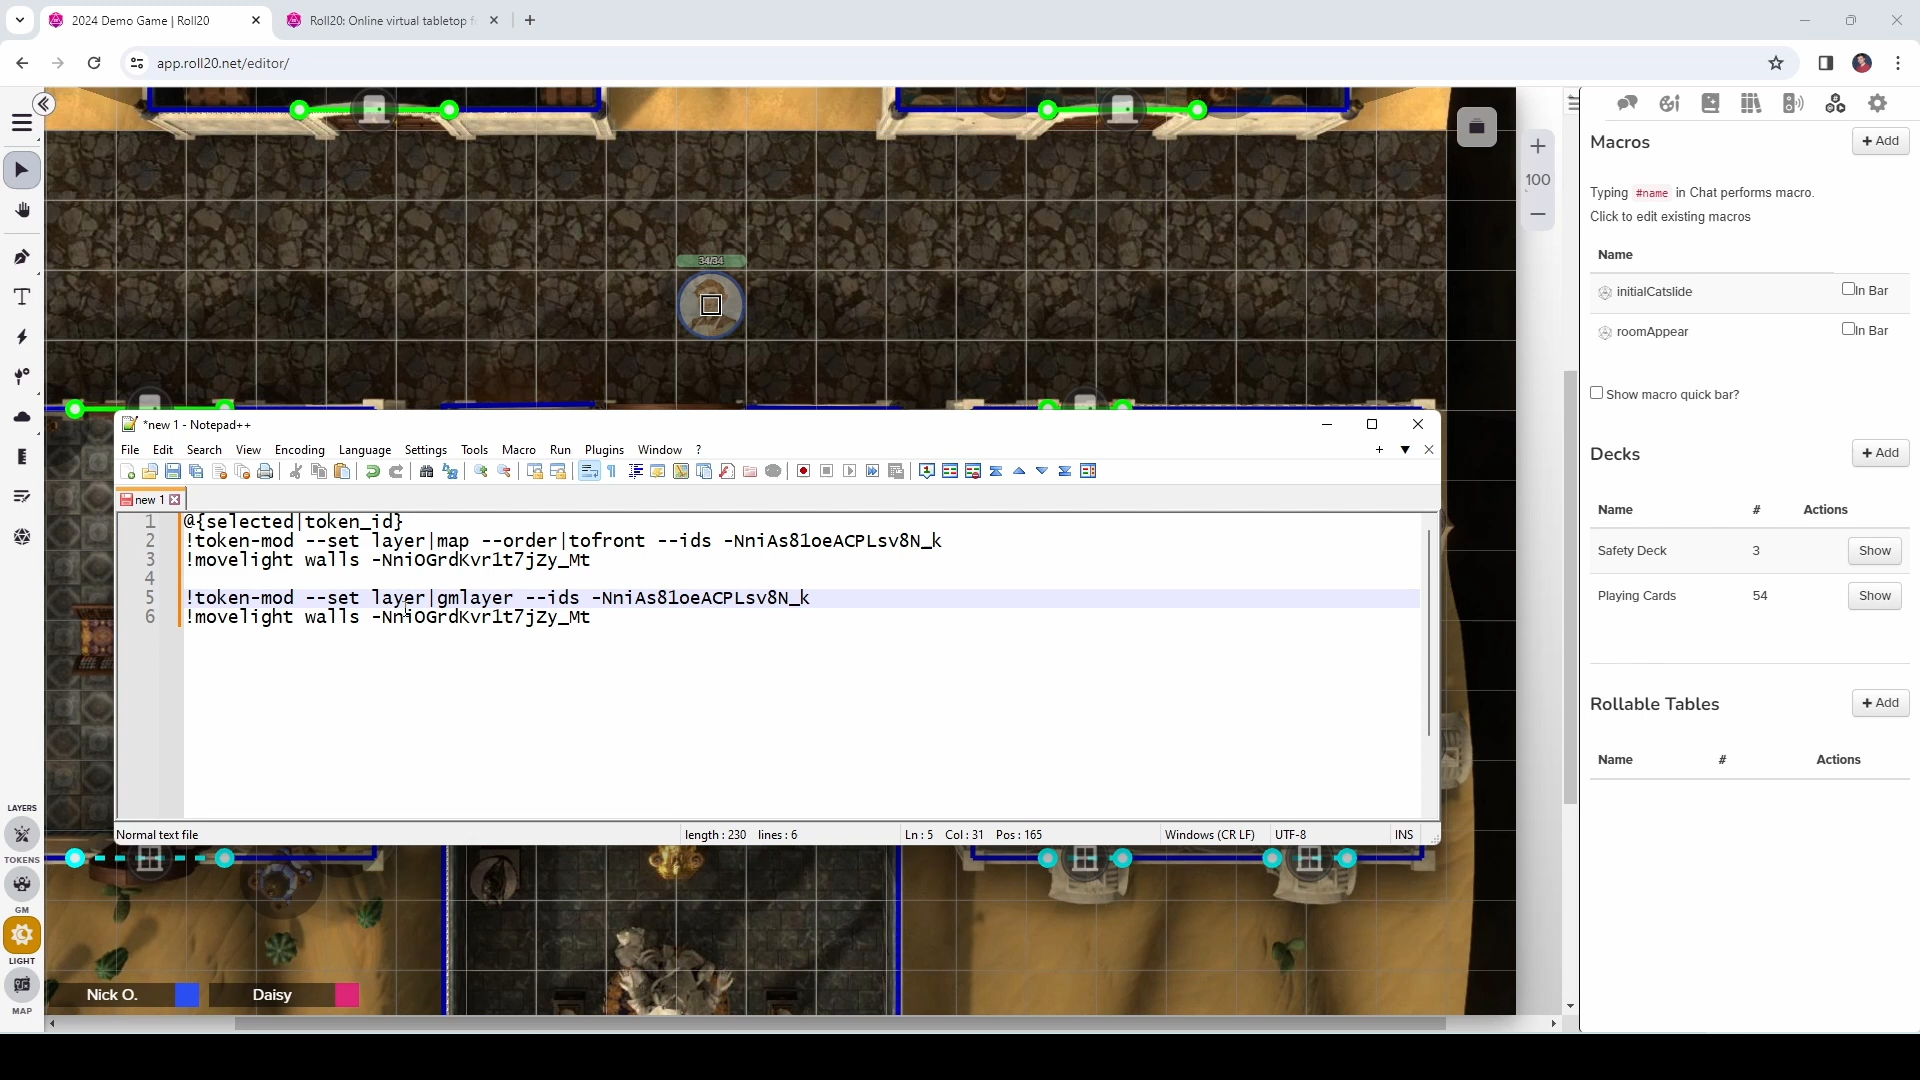 2024 Demo Game | Roll20
Roll20: Online virtual tabletop f
app.roll20.net/editor/
100
34/34
Macros
+ Add
Typing #name in Chat performs macro.
Click to edit existing macros
Name
initialCatslide
In Bar
roomAppear
In Bar
Show macro quick bar?
Decks
+ Add
Name # Actions
Safety Deck 3 Show
Playing Cards 54 Show
Rollable Tables
+ Add
Name # Actions
*new 1 - Notepad++
File Edit Search View Encoding Language Settings Tools Macro Run Plugins Window ?
new 1
1 @{selected|token_id}
2 !token-mod --set layer|map --order|tofront --ids -NniAs81oeACPLsv8N_k
3 !movelight walls -NniOGrdKvr1t7jZy_Mt
4
5 !token-mod --set layer|gmlayer --ids -NniAs81oeACPLsv8N_k
6 !movelight walls -NniOGrdKvr1t7jZy_Mt
Normal text file
length : 230 lines : 6
Ln : 5 Col : 31 Pos : 165
Windows (CR LF)
UTF-8
INS
LAYERS
TOKENS
GM
LIGHT
MAP
Nick O.
Daisy